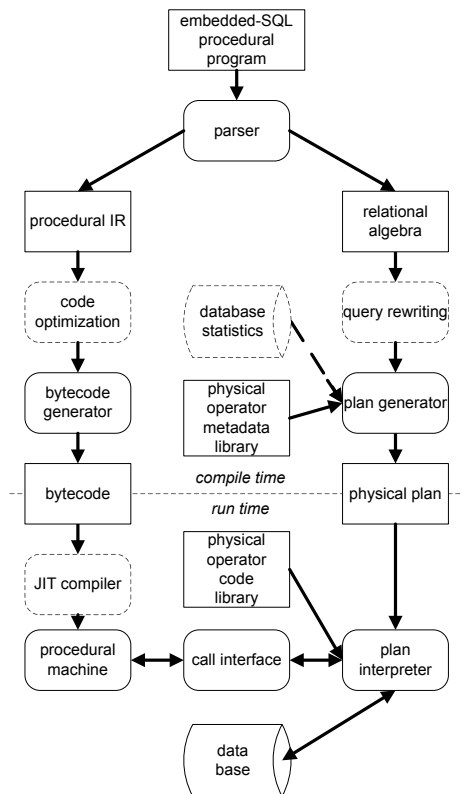 embedded-SQL
procedural
program
parser
procedural IR
relational
algebra
code
optimization
database
statistics
query rewriting
bytecode
generator
physical
operator
metadata
library
plan generator
bytecode
compile time
physical plan
run time
JIT compiler
physical
operator
code
library
procedural
machine
call interface
plan
interpreter
data
base